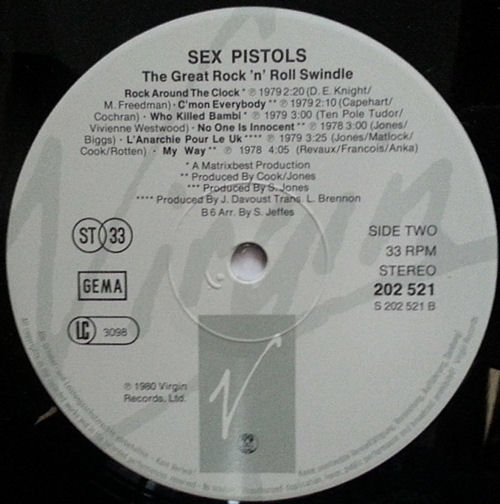 SEX PISTOLS
The Great Rock 'n' Roll Swindle
Rock Around The Clock * ℗ 1979 2:20 (D. E. Knight/
M. Freedman) · C'mon Everybody ** ℗ 1979 2:10 (Capehart/
Cochran) · Who Killed Bambi * ℗ 1979 3:00 (Ten Pole Tudor/
Vivienne Westwood) · No One Is Innocent ** ℗ 1978 3:00 (Jones/
Biggs) · L'Anarchie Pour Le Uk **** ℗ 1979 3:25 (Jones/Matlock/
Cook/Rotten) · My Way ** ℗ 1978 4:05 (Revaux/Francois/Anka)
* A Matrixbest Production
** Produced By Cook/Jones
*** Produced By S. Jones
**** Produced By J. Davoust Trans. L. Brennon
B 6 Arr. By S. Jeffes
ST 33
SIDE TWO
33 RPM
STEREO
202 521
S 202 521 B
GEMA
LC 3098
℗ 1980 Virgin
Records, Ltd.
Virgin
V